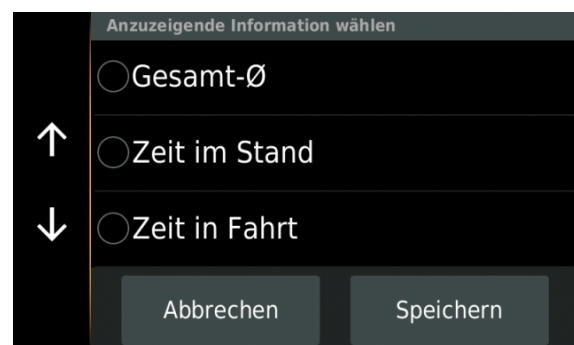 Anzuzeigende Information wählen
Gesamt-Ø
Zeit im Stand
Zeit in Fahrt
Abbrechen
Speichern